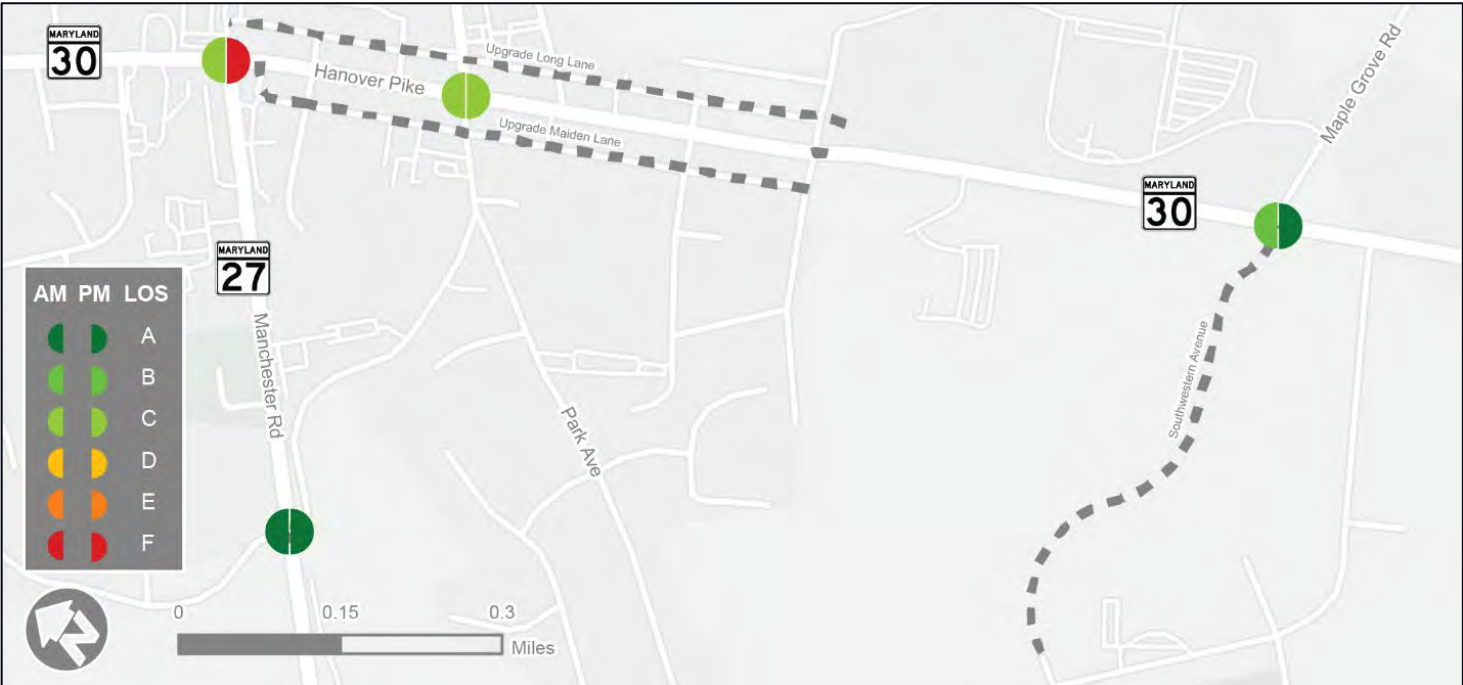 MARYLAND
30
Hanover Pike
Upgrade Long Lane
Upgrade Maiden Lane
Maple Grove Rd
MARYLAND
30
MARYLAND
27
Manchester Rd
Park Ave
Southwestern Avenue
AM PM LOS
A
B
C
D
E
F
N
0 0.15 0.3
Miles